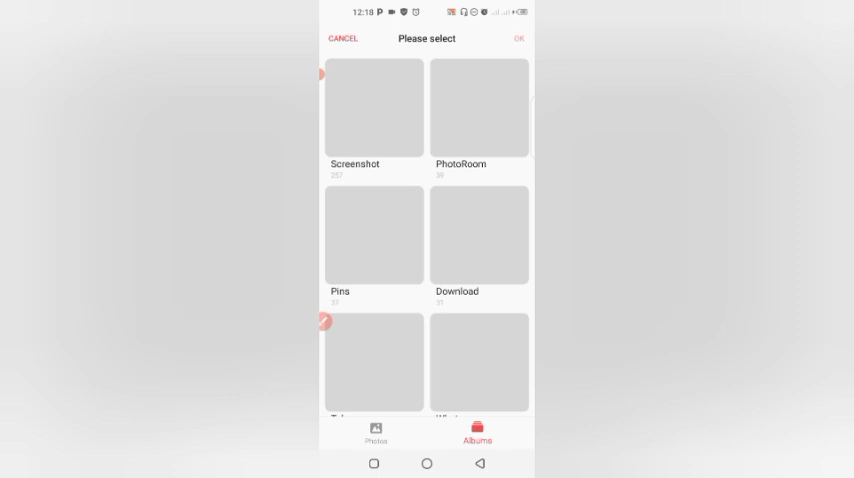 12:18
CANCEL Please select OK
Screenshot PhotoRoom
257 39
Pins Download
37 31
Photos Albums